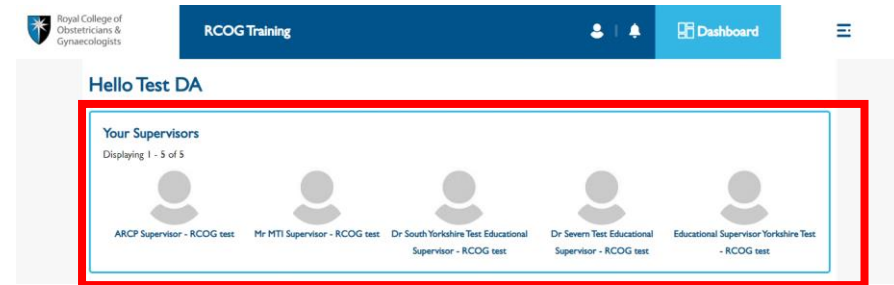 Royal College of
Obstetricians &
Gynaecologists
RCOG Training
Dashboard
Hello Test DA
Your Supervisors
Displaying 1 - 5 of 5
ARCP Supervisor - RCOG test
Mr MTI Supervisor - RCOG test
Dr South Yorkshire Test Educational
Supervisor - RCOG test
Dr Severn Test Educational
Supervisor - RCOG test
Educational Supervisor Yorkshire Test
- RCOG test